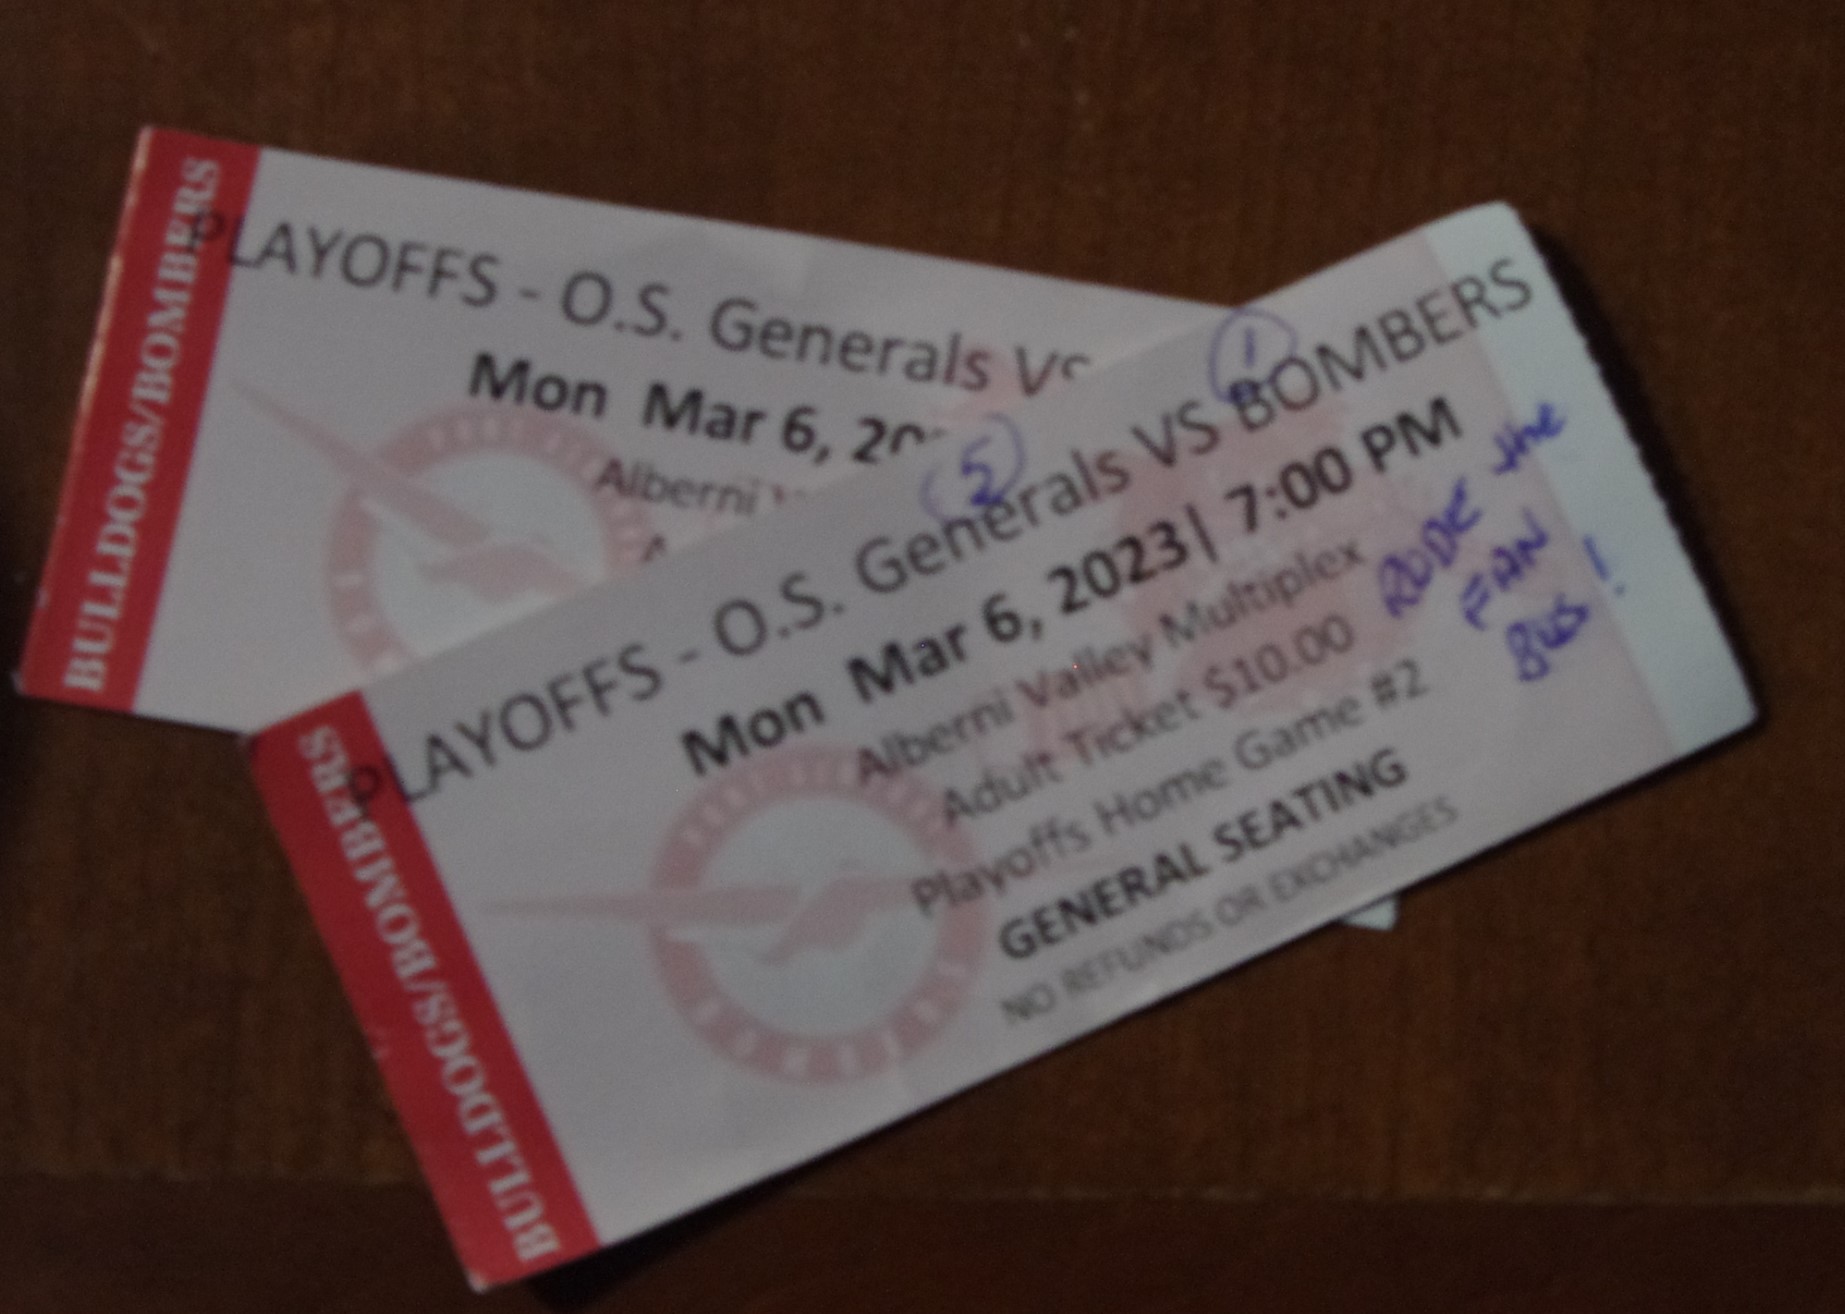 BULLDOGS/BOMBERS
PLAYOFFS - O.S. Generals VS
Mon Mar 6,
Alberni
BULLDOGS/BOMBERS
5
1
PLAYOFFS - O.S. Generals VS BOMBERS
Mon Mar 6, 2023| 7:00 PM
Alberni Valley Multiplex
Adult Ticket $10.00
Playoffs Home Game #2
GENERAL SEATING
NO REFUNDS OR EXCHANGES
RODE the
FAN
BUS!
BOMBERS